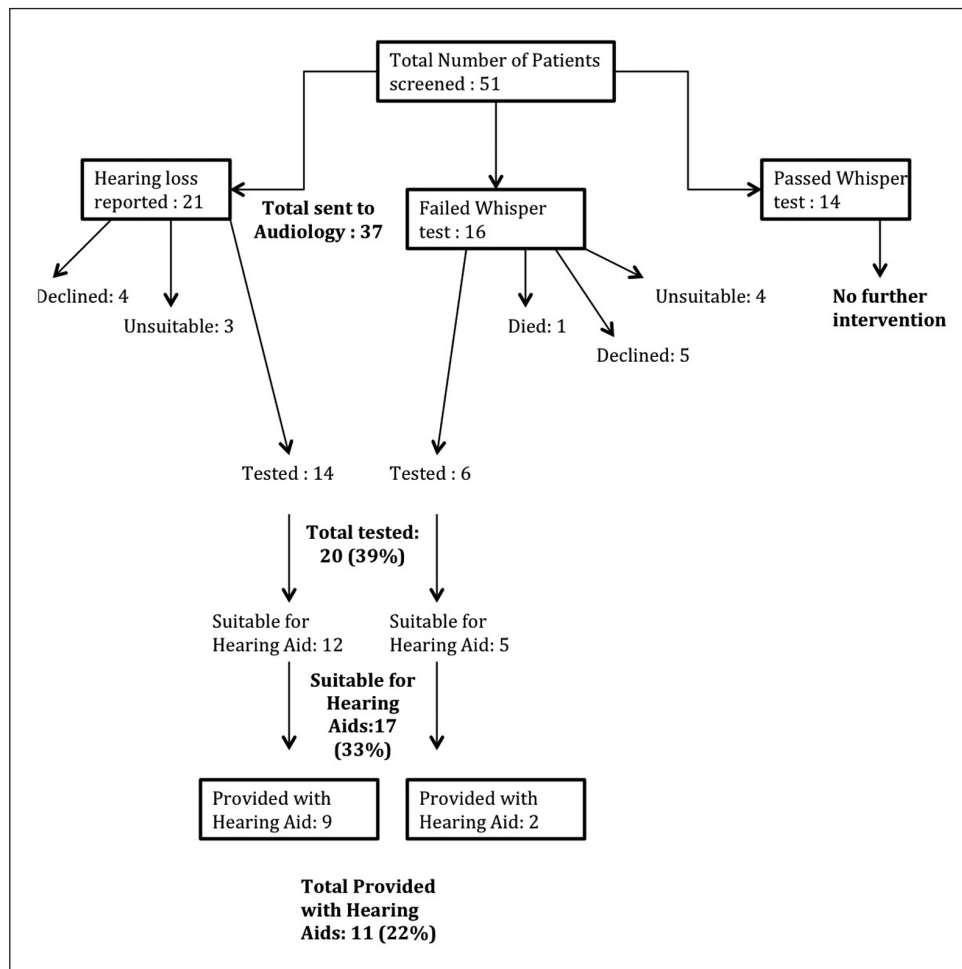 Total Number of Patients
screened : 51
Hearing loss
reported : 21
Total sent to
Audiology : 37
Failed Whisper
test : 16
Passed Whisper
test : 14
Declined: 4
Unsuitable: 3
Died: 1
Declined: 5
Unsuitable: 4
No further
intervention
Tested : 14
Tested : 6
Total tested:
20 (39%)
Suitable for
Hearing Aid: 12
Suitable for
Hearing Aid: 5
Suitable for
Hearing
Aids:17
(33%)
Provided with
Hearing Aid: 9
Provided with
Hearing Aid: 2
Total Provided
with Hearing
Aids: 11 (22%)